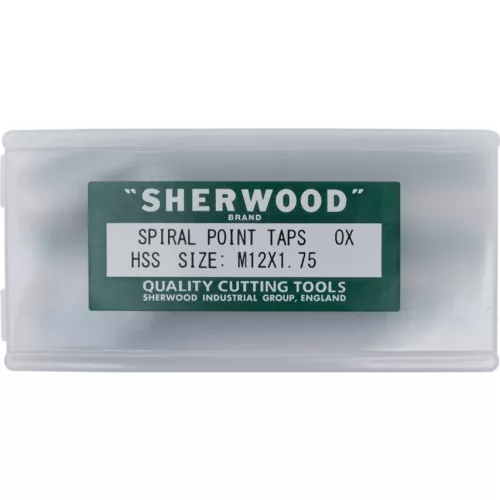 "SHERWOOD"
BRAND
SPIRAL POINT TAPS OX
HSS SIZE: M12X1.75
QUALITY CUTTING TOOLS
SHERWOOD INDUSTRIAL GROUP, ENGLAND